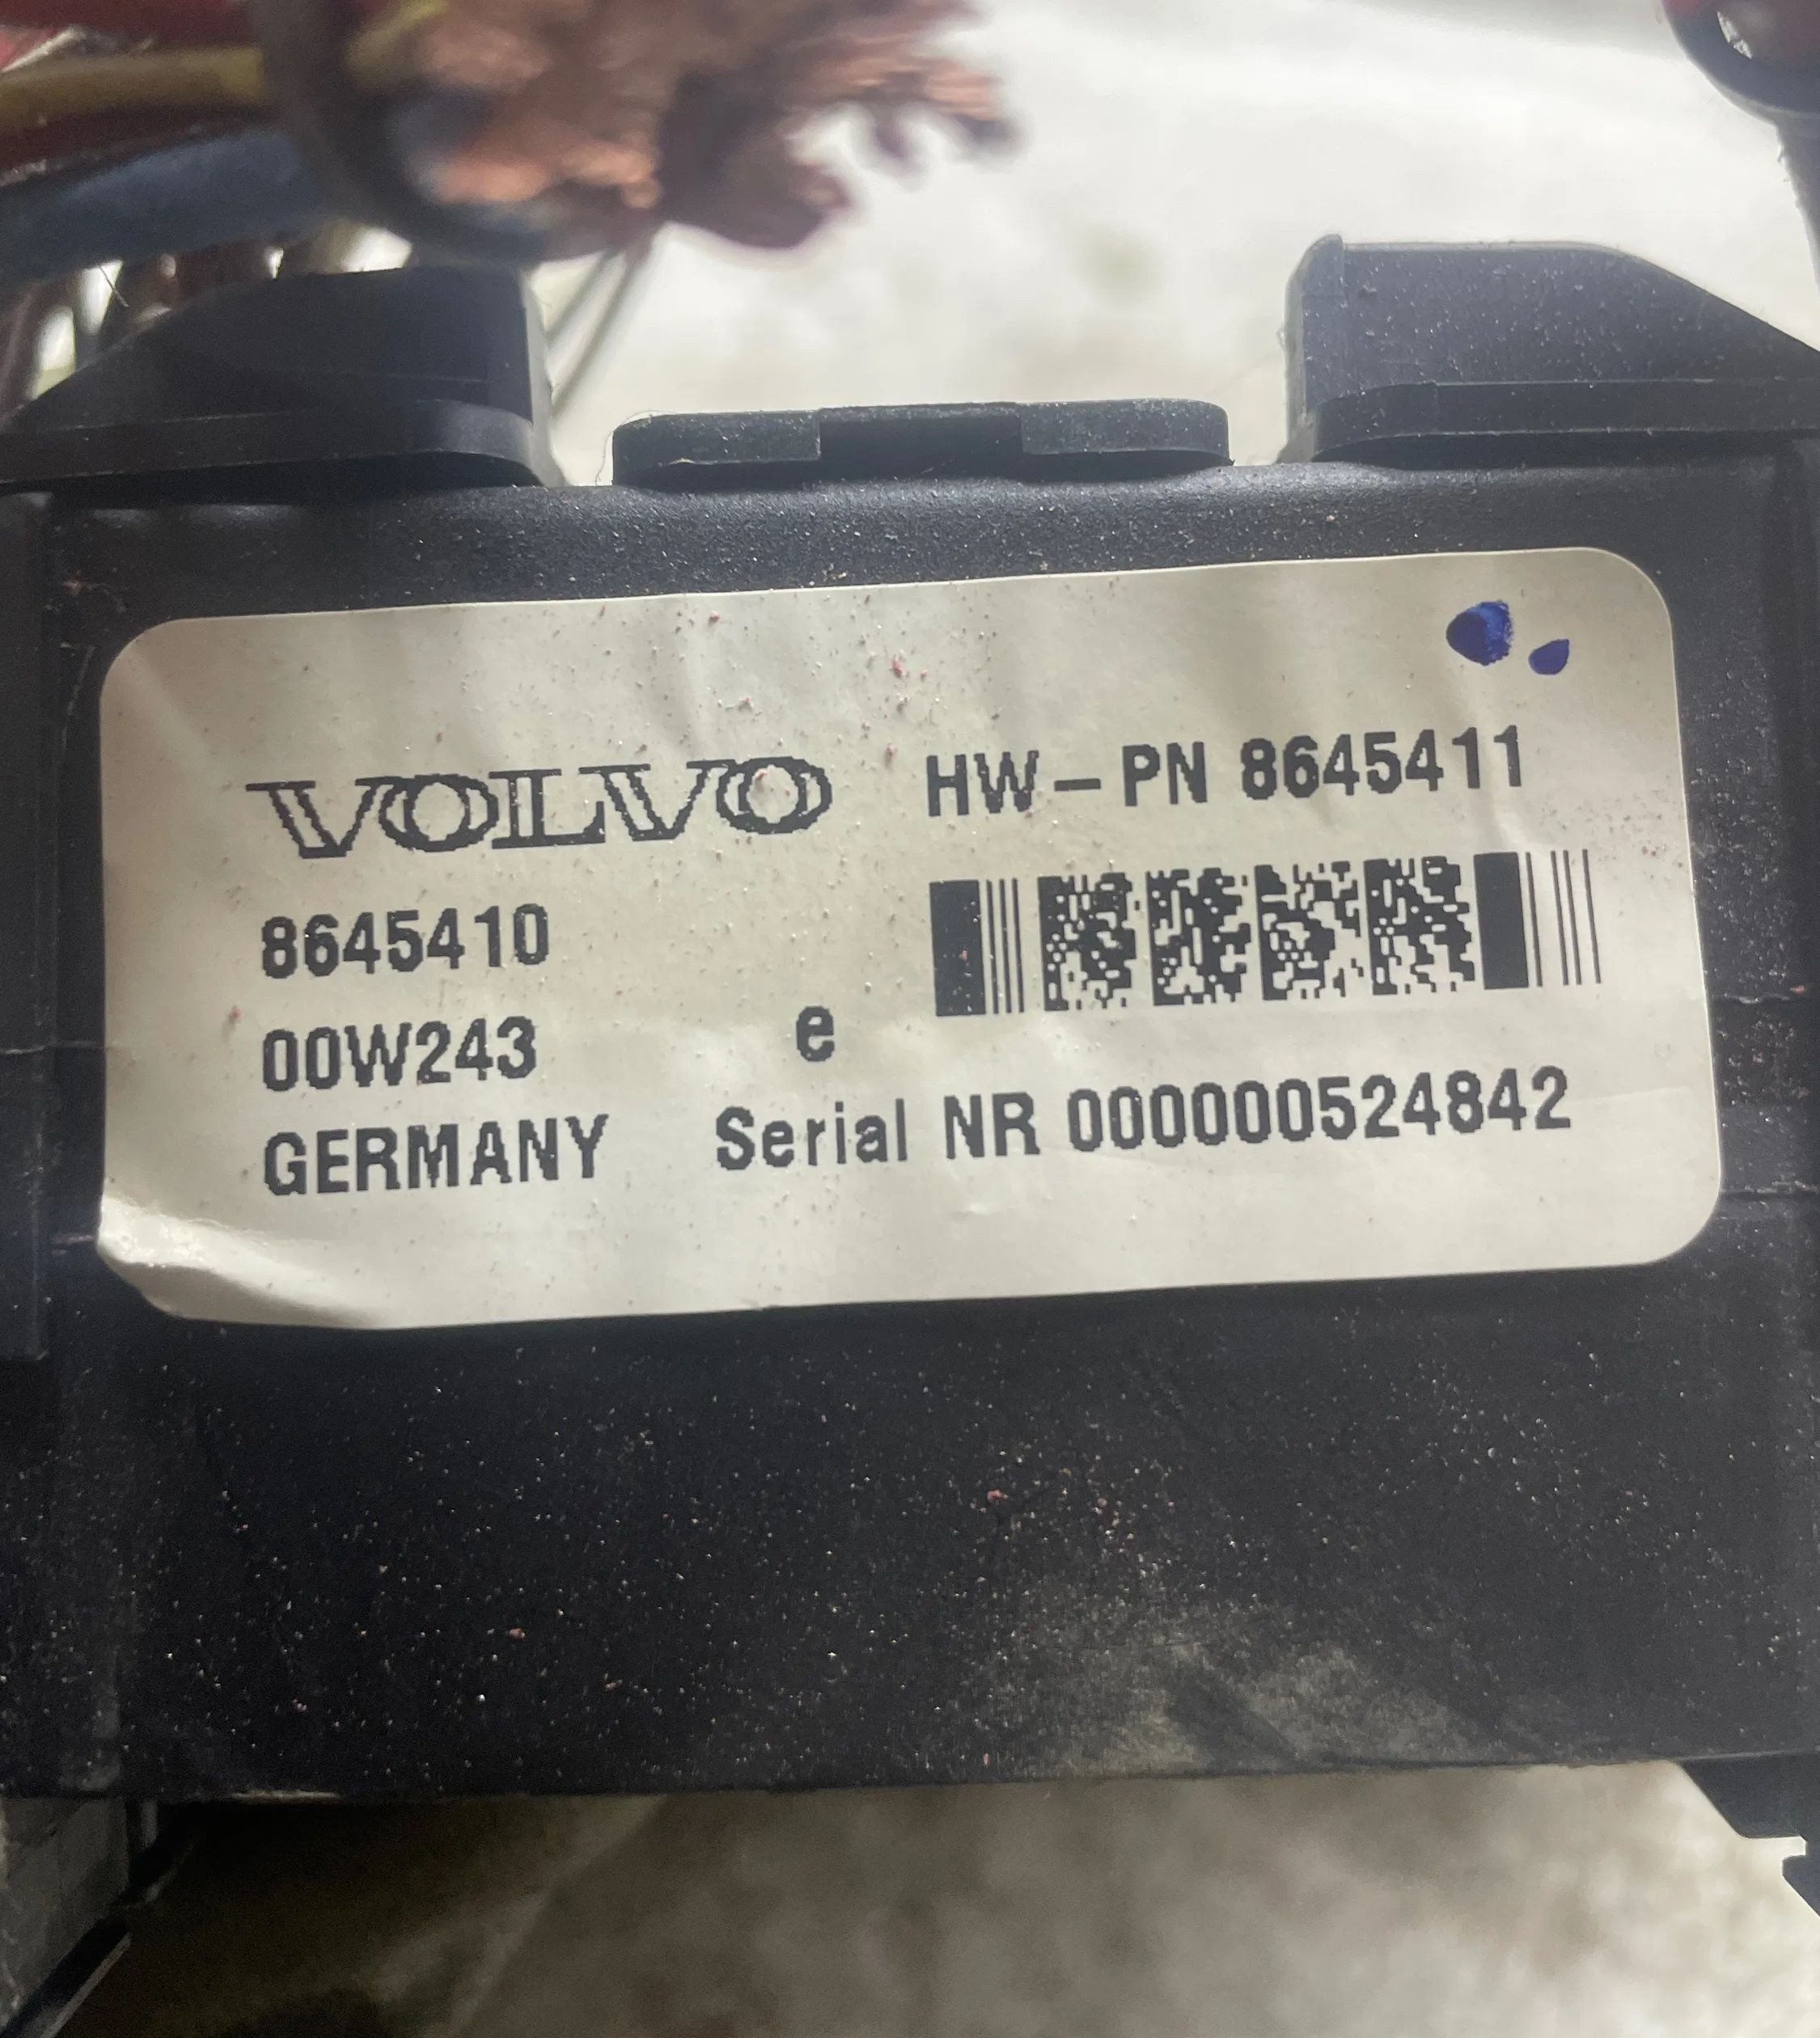 VOLVO HW-PN 8645411
8645410
00W243 e
GERMANY Serial NR 000000524842